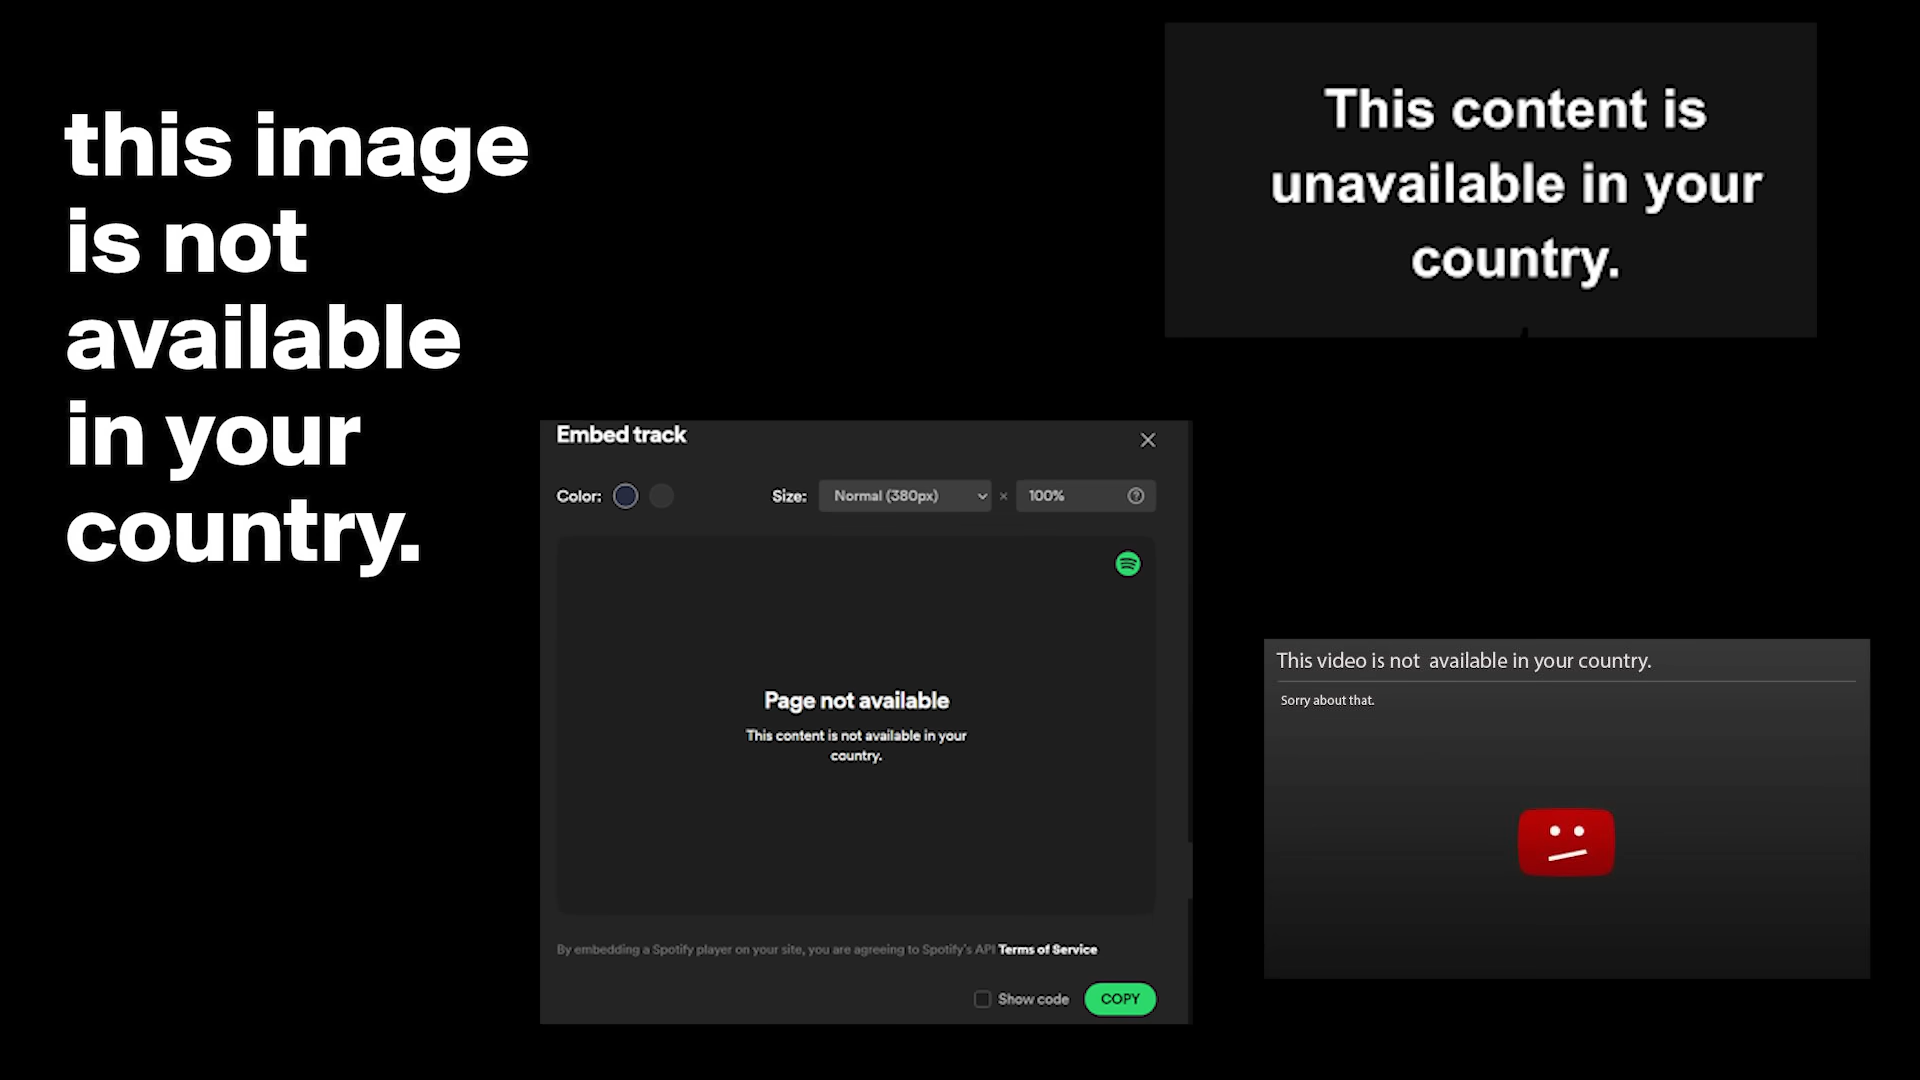 this image
is not
available
in your
country.
This content is
unavailable in your
country.
Embed track
Color:
Size:
Normal (380px)
×
100%
Page not available
This content is not available in your
country.
By embedding a Spotify player on your site, you are agreeing to Spotify's API Terms of Service
Show code
COPY
This video is not available in your country.
Sorry about that.